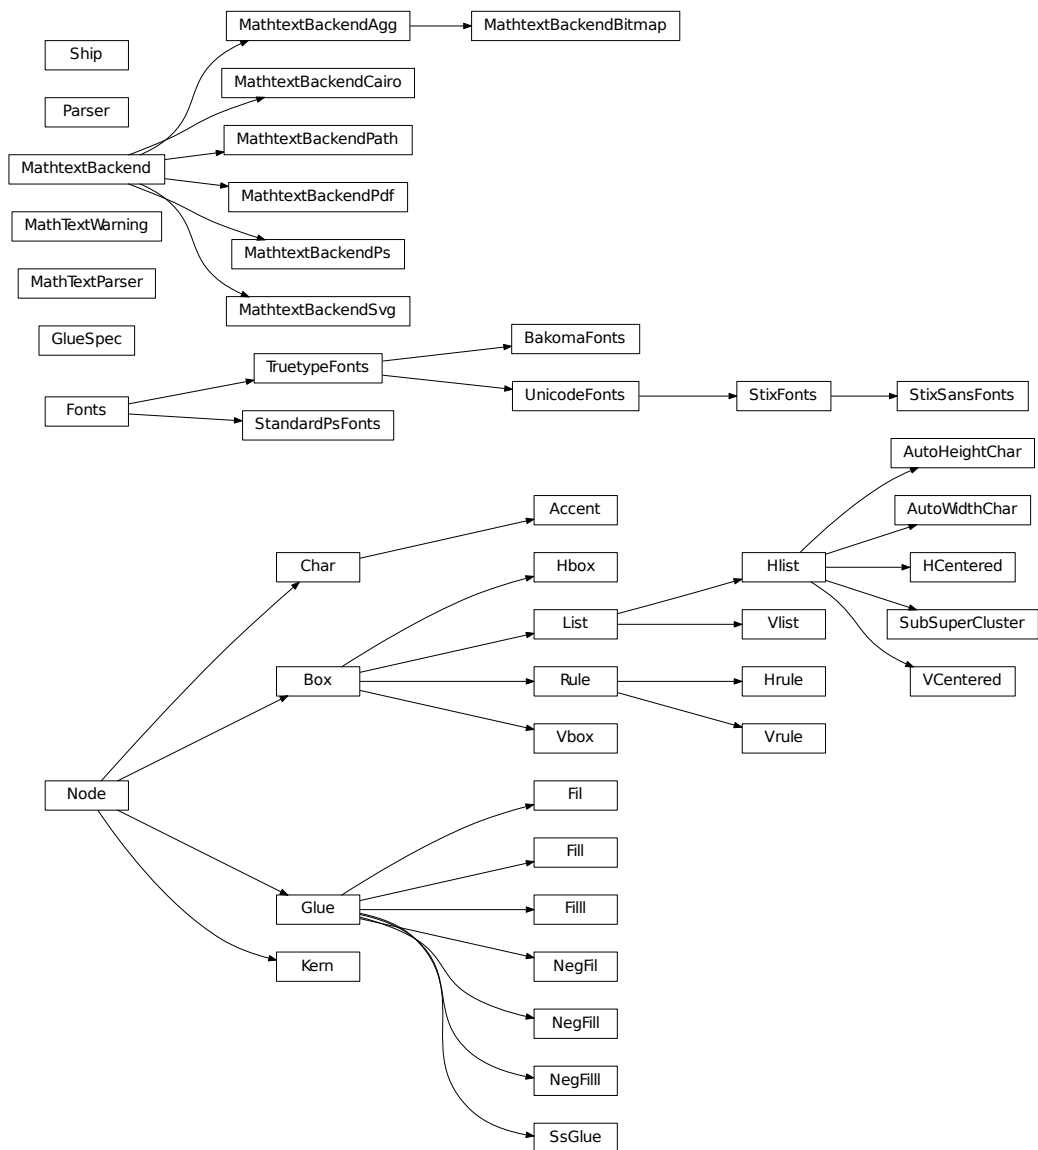 MathtextBackendAgg
MathtextBackendBitmap
Ship
MathtextBackendCairo
Parser
MathtextBackendPath
MathtextBackend
MathtextBackendPdf
MathTextWarning
MathtextBackendPs
MathTextParser
MathtextBackendSvg
GlueSpec
BakomaFonts
TruetypeFonts
UnicodeFonts
StixFonts
StixSansFonts
Fonts
StandardPsFonts
AutoHeightChar
Accent
AutoWidthChar
Char
Hbox
Hlist
HCentered
List
Vlist
SubSuperCluster
Box
Rule
Hrule
VCentered
Vbox
Vrule
Node
Fil
Fill
Glue
Filll
Kern
NegFil
NegFill
NegFilll
SsGlue